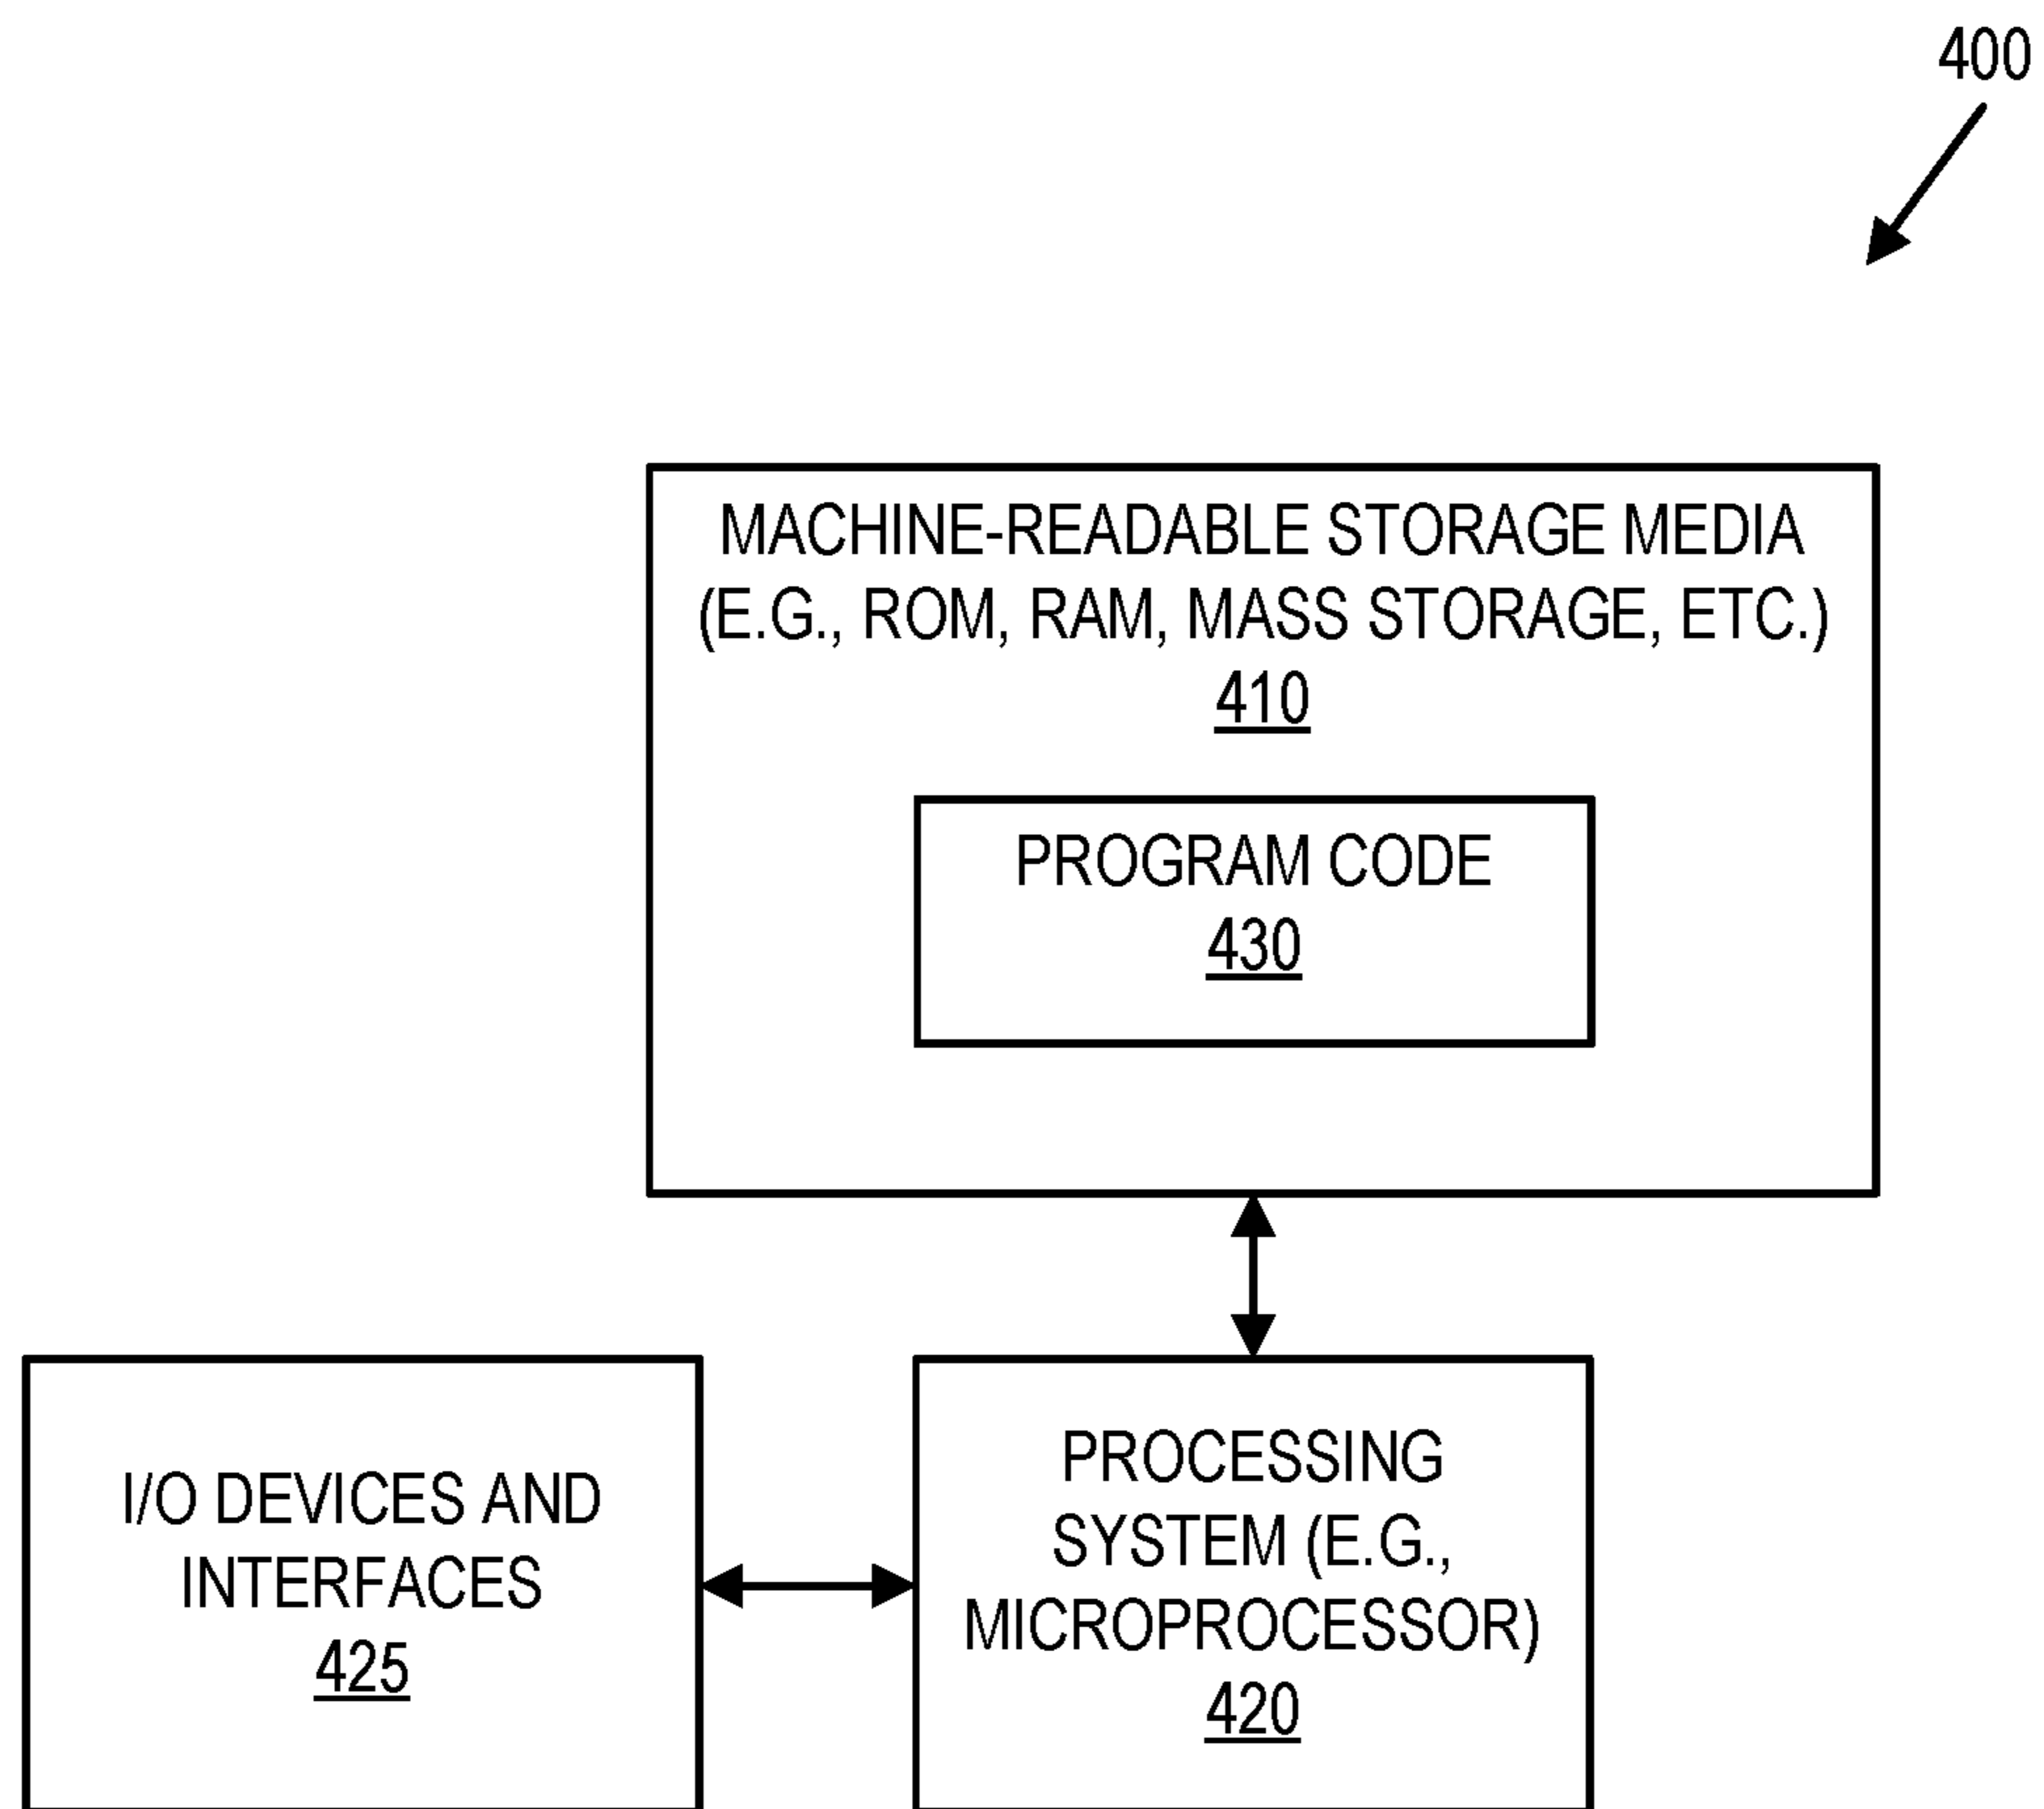 400
MACHINE-READABLE STORAGE MEDIA
(E.G., ROM, RAM, MASS STORAGE, ETC.)
410
PROGRAM CODE
430
I/O DEVICES AND
INTERFACES
425
PROCESSING
SYSTEM (E.G.,
MICROPROCESSOR)
420